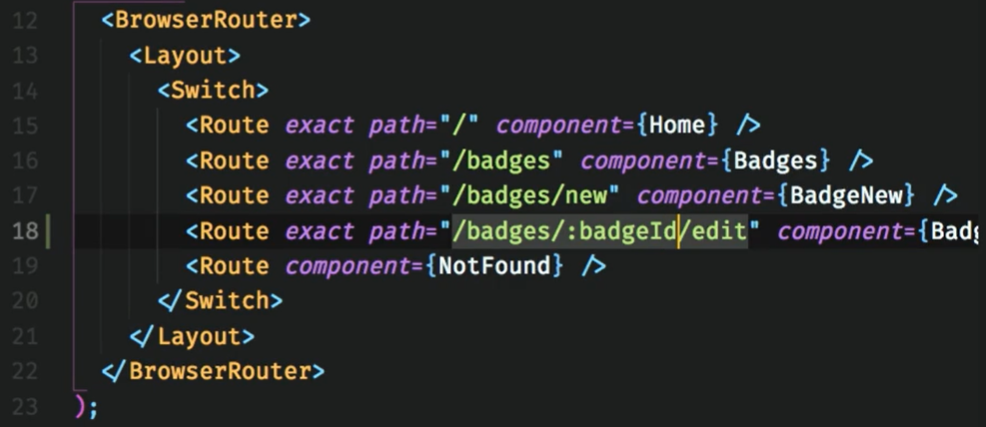 12 <BrowserRouter>
13 <Layout>
14 <Switch>
15 <Route exact path="/" component={Home} />
16 <Route exact path="/badges" component={Badges} />
17 <Route exact path="/badges/new" component={BadgeNew} />
18 <Route exact path="/badges/:badgeId/edit" component={Badg
19 <Route component={NotFound} />
20 </Switch>
21 </Layout>
22 </BrowserRouter>
23 );